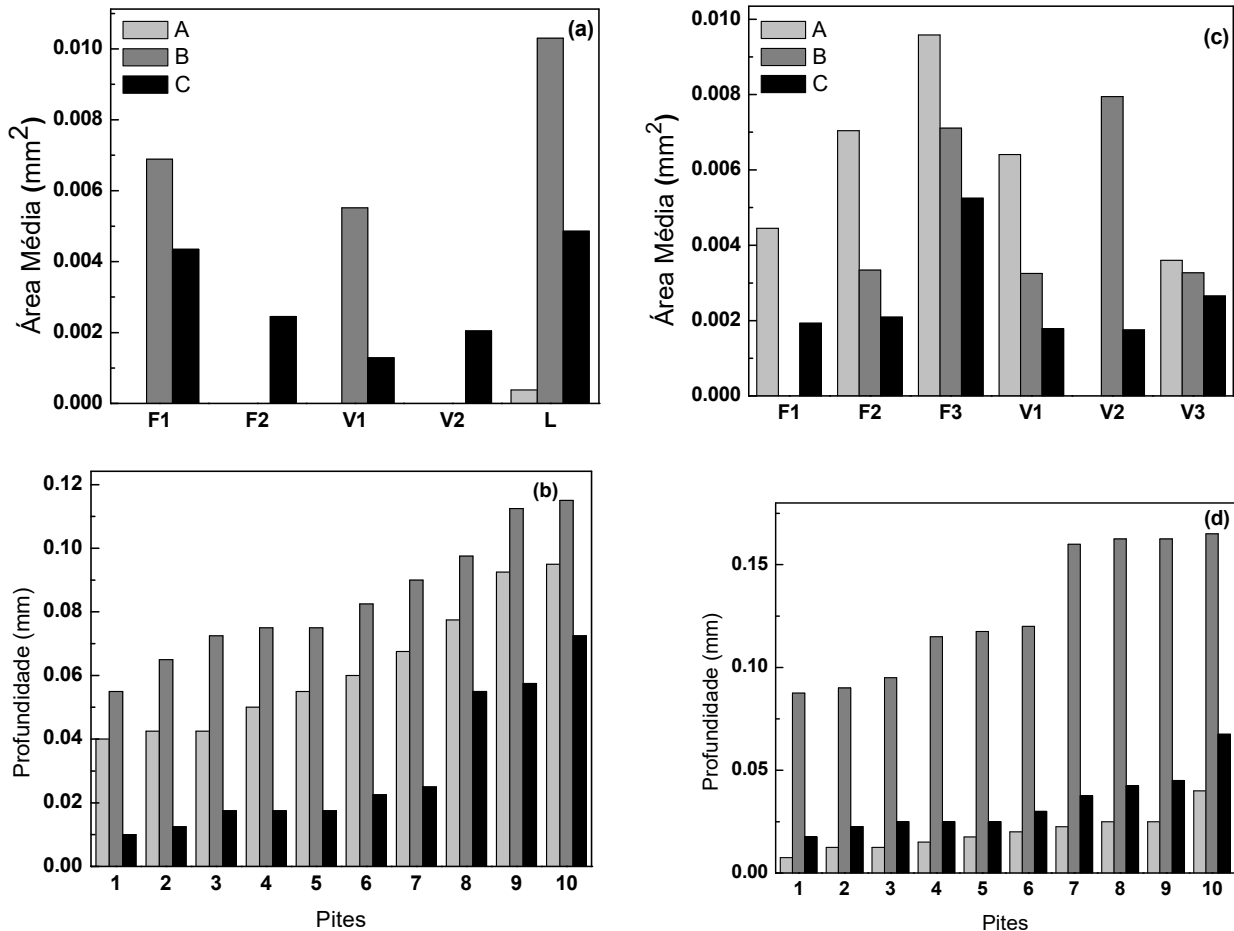 (a)
A
B
C
0.010
0.008
0.006
0.004
0.002
0.000
Área Média (mm²)
F1 F2 V1 V2 L
(c)
A
B
C
0.010
0.008
0.006
0.004
0.002
0.000
Área Média (mm²)
F1 F2 F3 V1 V2 V3
(b)
0.12
0.10
0.08
0.06
0.04
0.02
0.00
Profundidade (mm)
1 2 3 4 5 6 7 8 9 10
Pites
(d)
0.15
0.10
0.05
0.00
Profundidade (mm)
1 2 3 4 5 6 7 8 9 10
Pites